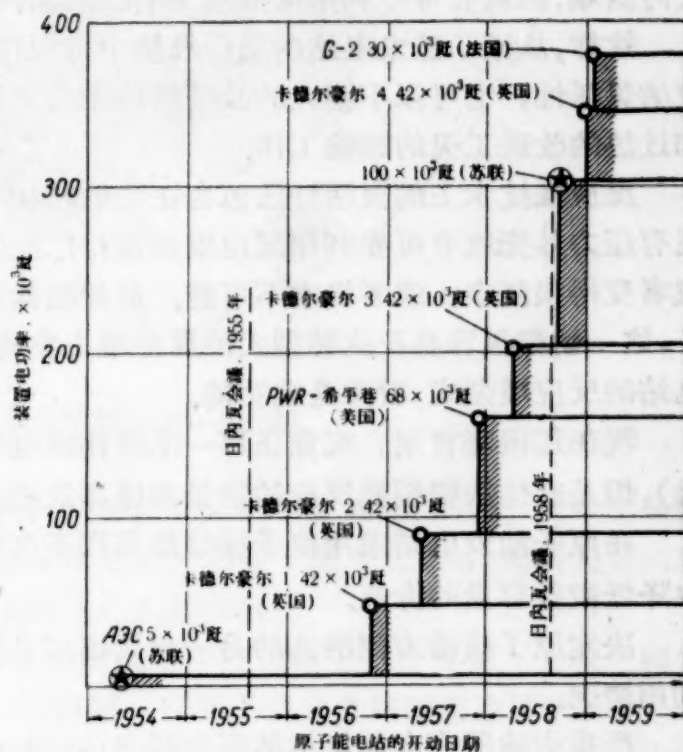 400
300
200
100
装置电功率, ×10³瓩
G-2 30×10³瓩(法国)
卡德尔豪尔 4 42×10³瓩(英国)
100×10³瓩(苏联)
卡德尔豪尔 3 42×10³瓩(英国)
PWR-希平巷 68×10³瓩
(美国)
卡德尔豪尔 2 42×10³瓩
(英国)
卡德尔豪尔 1 42×10³瓩
(英国)
АЭС 5×10³瓩
(苏联)
日内瓦会議, 1955年
日内瓦会議, 1958年
1954 1955 1956 1957 1958 1959
原子能电站的开动日期